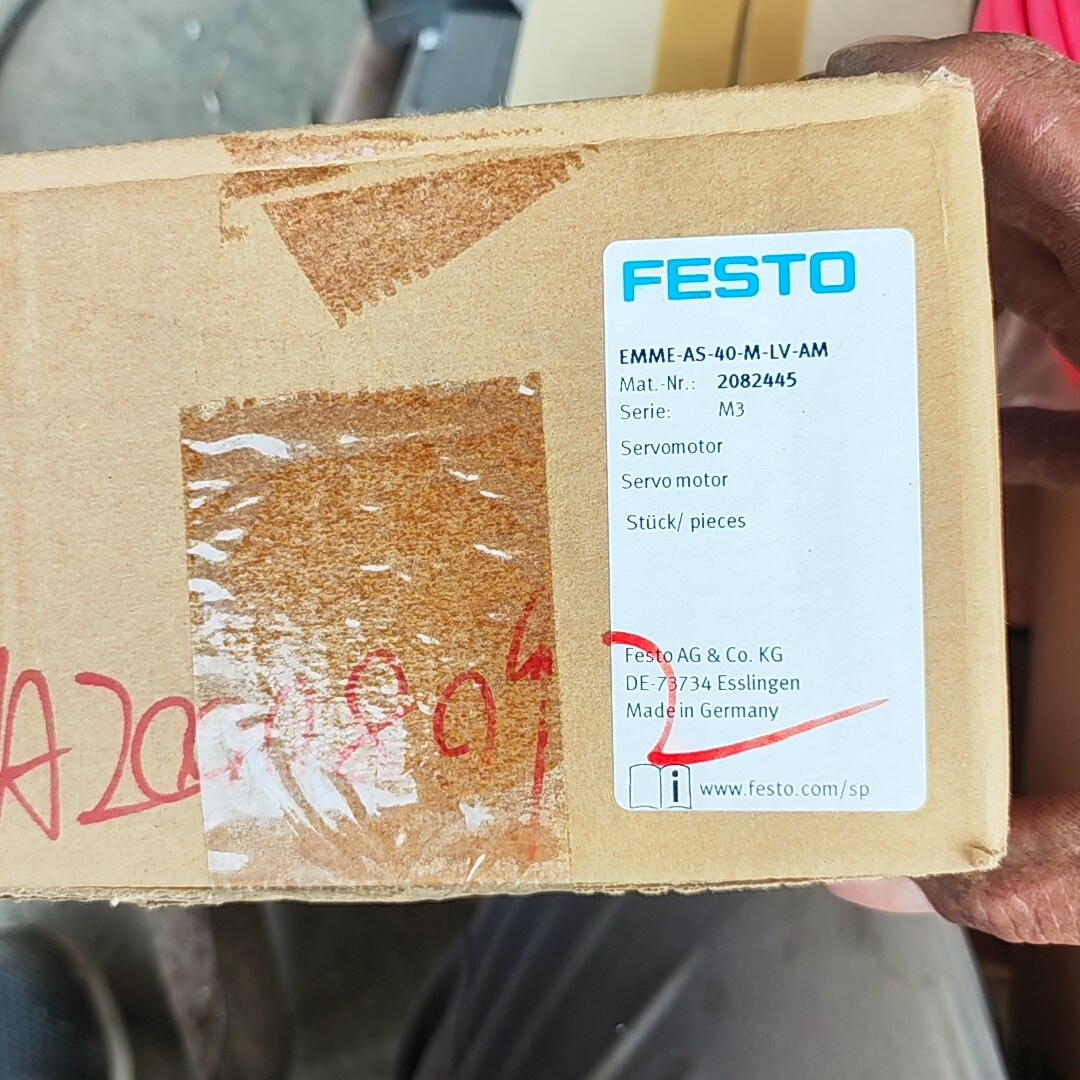 FESTO
EMME-AS-40-M-LV-AM
Mat.-Nr.: 2082445
Serie: M3
Servomotor
Servo motor
Stück/ pieces
Festo AG & Co. KG
DE-73734 Esslingen
Made in Germany
i www.festo.com/sp
2